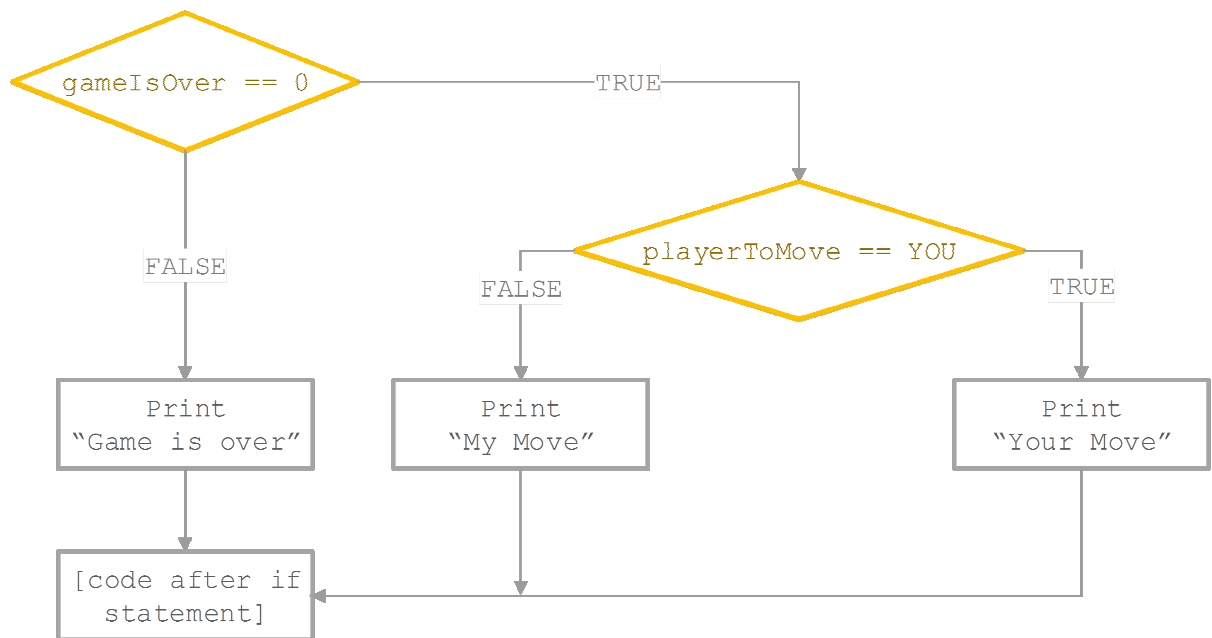 gameIsOver == 0
TRUE
playerToMove == YOU
FALSE
FALSE
TRUE
Print
“Game is over”
Print
“My Move”
Print
“Your Move”
[code after if
statement]